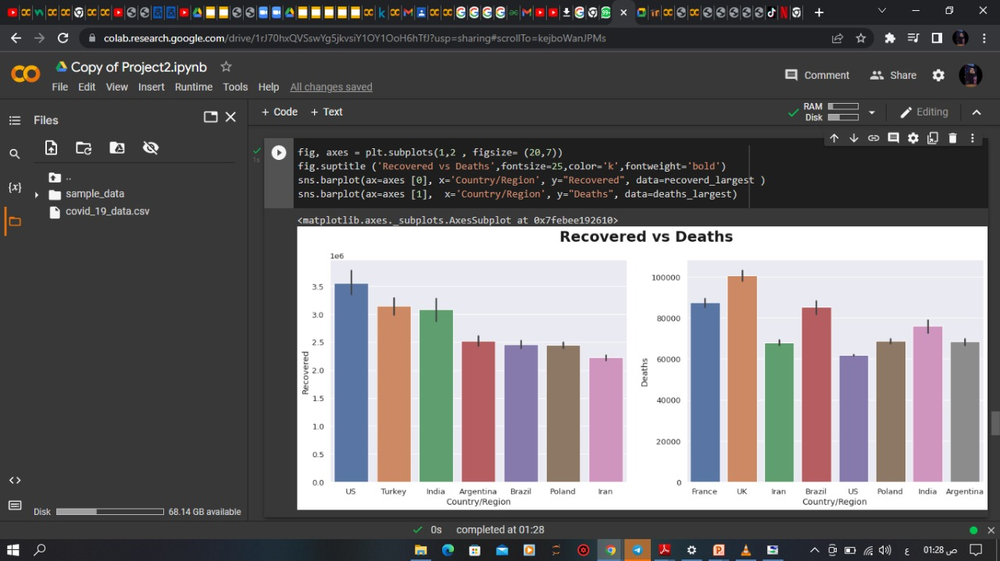 colab.research.google.com/drive/1rJ70hxQVSswYg5jkvsiY1OY1OoH6hTfJ?usp=sharing#scrollTo=kejboWanJPMs
Copy of Project2.ipynb
File Edit View Insert Runtime Tools Help All changes saved
Comment Share
Files
+ Code + Text
RAM
Disk
Editing
..
sample_data
covid_19_data.csv
{x}
1s
fig, axes = plt.subplots(1,2 , figsize= (20,7))
fig.suptitle ('Recovered vs Deaths',fontsize=25,color='k',fontweight='bold')
sns.barplot(ax=axes [0], x='Country/Region', y="Recovered", data=recoverd_largest )
sns.barplot(ax=axes [1], x='Country/Region', y="Deaths", data=deaths_largest)
<matplotlib.axes._subplots.AxesSubplot at 0x7febee192610>
Recovered vs Deaths
1e6
3.5
3.0
2.5
2.0
1.5
1.0
0.5
0.0
Recovered
US Turkey India Argentina Brazil Poland Iran
Country/Region
100000
80000
60000
40000
20000
0
Deaths
France UK Iran Brazil US Poland India Argentina
Country/Region
Disk 68.14 GB available
0s completed at 01:28
ع 01:28 ص